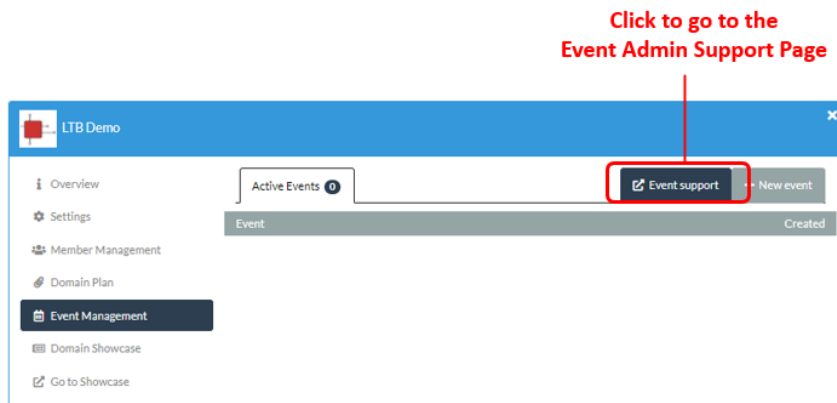 Click to go to the
Event Admin Support Page
LTB Demo
×
Overview
Active Events 0
Event support
New event
Settings
Event
Created
Member Management
Domain Plan
Event Management
Domain Showcase
Go to Showcase